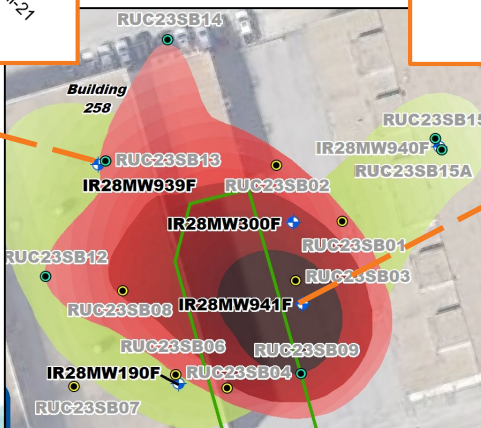 RUC23SB14
Building
258
RUC23SB15
IR28MW940F
RUC23SB13
RUC23SB15A
IR28MW939F
RUC23SB02
IR28MW300F
RUC23SB01
RUC23SB12
RUC23SB03
RUC23SB08
IR28MW941F
RUC23SB06
RUC23SB09
IR28MW190F
RUC23SB04
RUC23SB07